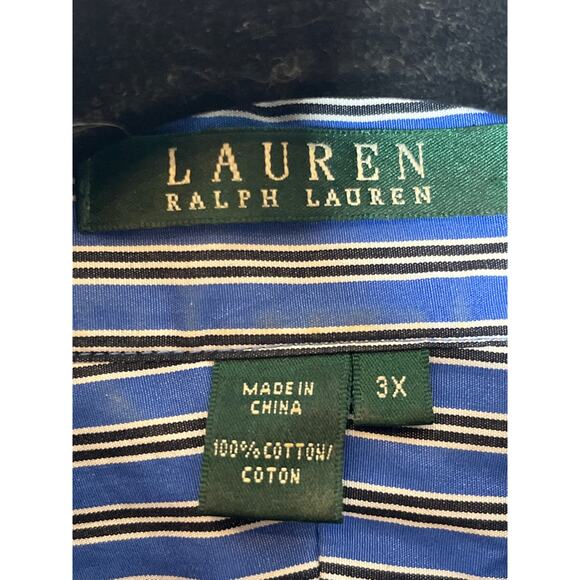 LAUREN
RALPH LAUREN
MADE IN
CHINA
100% COTTON/
COTON
3X